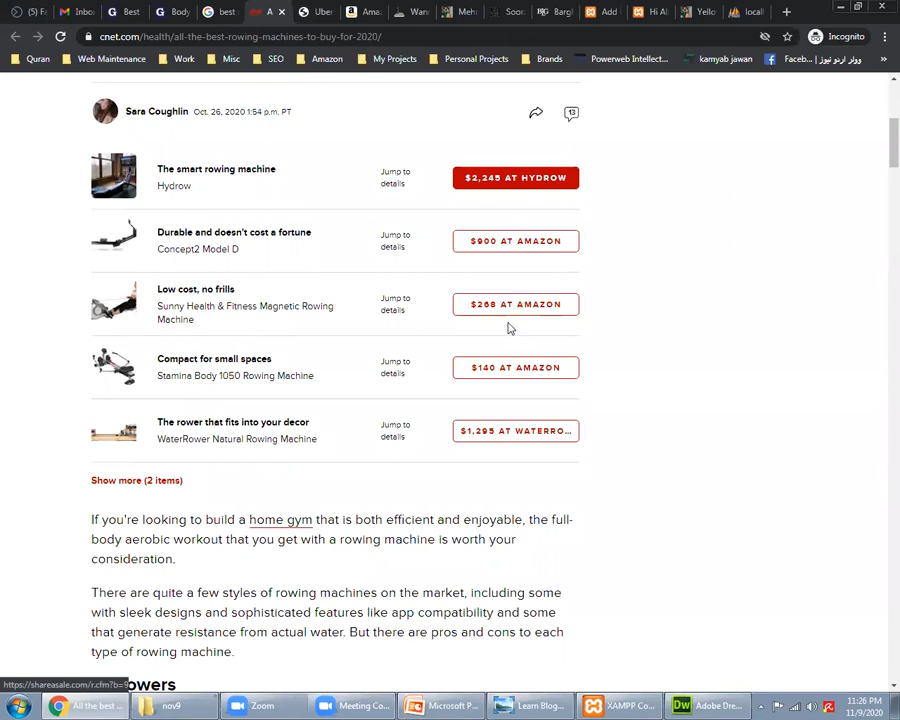 (5) F
Inbox
Best
Body
best
A
Uber
Ama
Warw
Meh
Soor
Bargh
Add
Hi Al
Yello
locall
cnet.com/health/all-the-best-rowing-machines-to-buy-for-2020/
Incognito
Quran
Web Maintenance
Work
Misc
SEO
Amazon
My Projects
Personal Projects
Brands
Powerweb Intellect...
kamyab jawan
Faceb... | وولر اردو نیوز
»
Sara Coughlin Oct. 26, 2020 1:54 p.m. PT
13
The smart rowing machine
Hydrow
Jump to
details
$2,245 AT HYDROW
Durable and doesn't cost a fortune
Concept2 Model D
Jump to
details
$900 AT AMAZON
Low cost, no frills
Sunny Health & Fitness Magnetic Rowing
Machine
Jump to
details
$268 AT AMAZON
Compact for small spaces
Stamina Body 1050 Rowing Machine
Jump to
details
$140 AT AMAZON
The rower that fits into your decor
WaterRower Natural Rowing Machine
Jump to
details
$1,295 AT WATERRO...
Show more (2 items)
If you're looking to build a home gym that is both efficient and enjoyable, the full-
body aerobic workout that you get with a rowing machine is worth your
consideration.
There are quite a few styles of rowing machines on the market, including some
with sleek designs and sophisticated features like app compatibility and some
that generate resistance from actual water. But there are pros and cons to each
type of rowing machine.
owers
https://shareasale.com/r.cfm?b=
All the best ...
nov9
Zoom
Meeting Co...
Microsoft P...
Learn Blog...
XAMPP Co...
Adobe Dre...
11:26 PM
11/9/2020